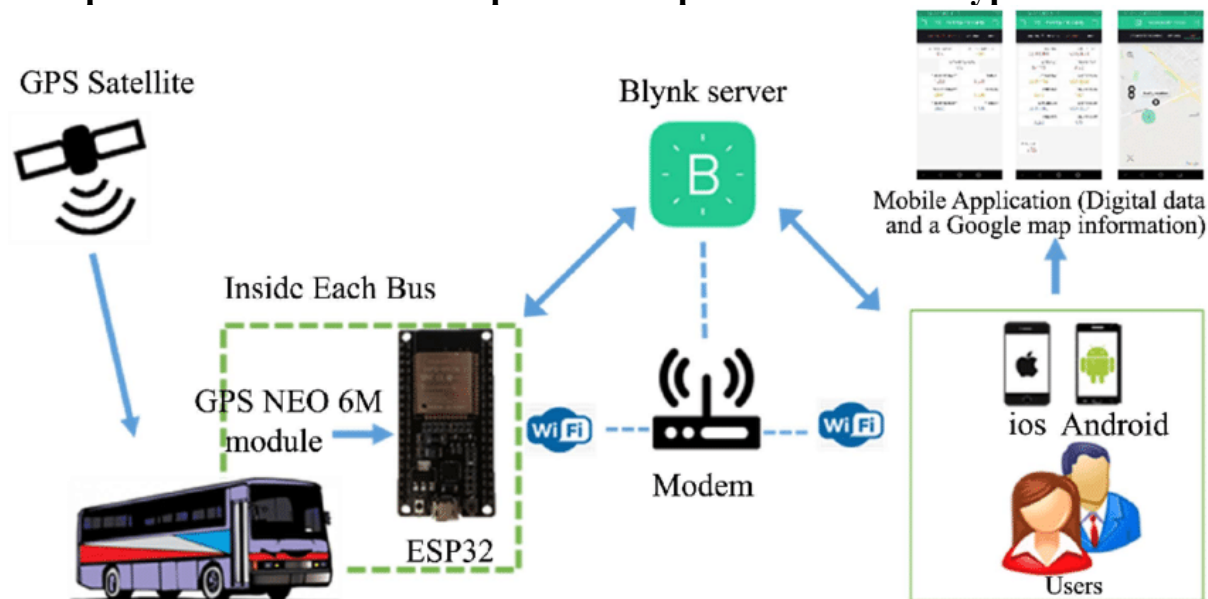 GPS Satellite
Blynk server
B
Mobile Application (Digital data
and a Google map information)
Inside Each Bus
GPS NEO 6M
module
ESP32
Wi Fi
Modem
Wi Fi
ios Android
Users